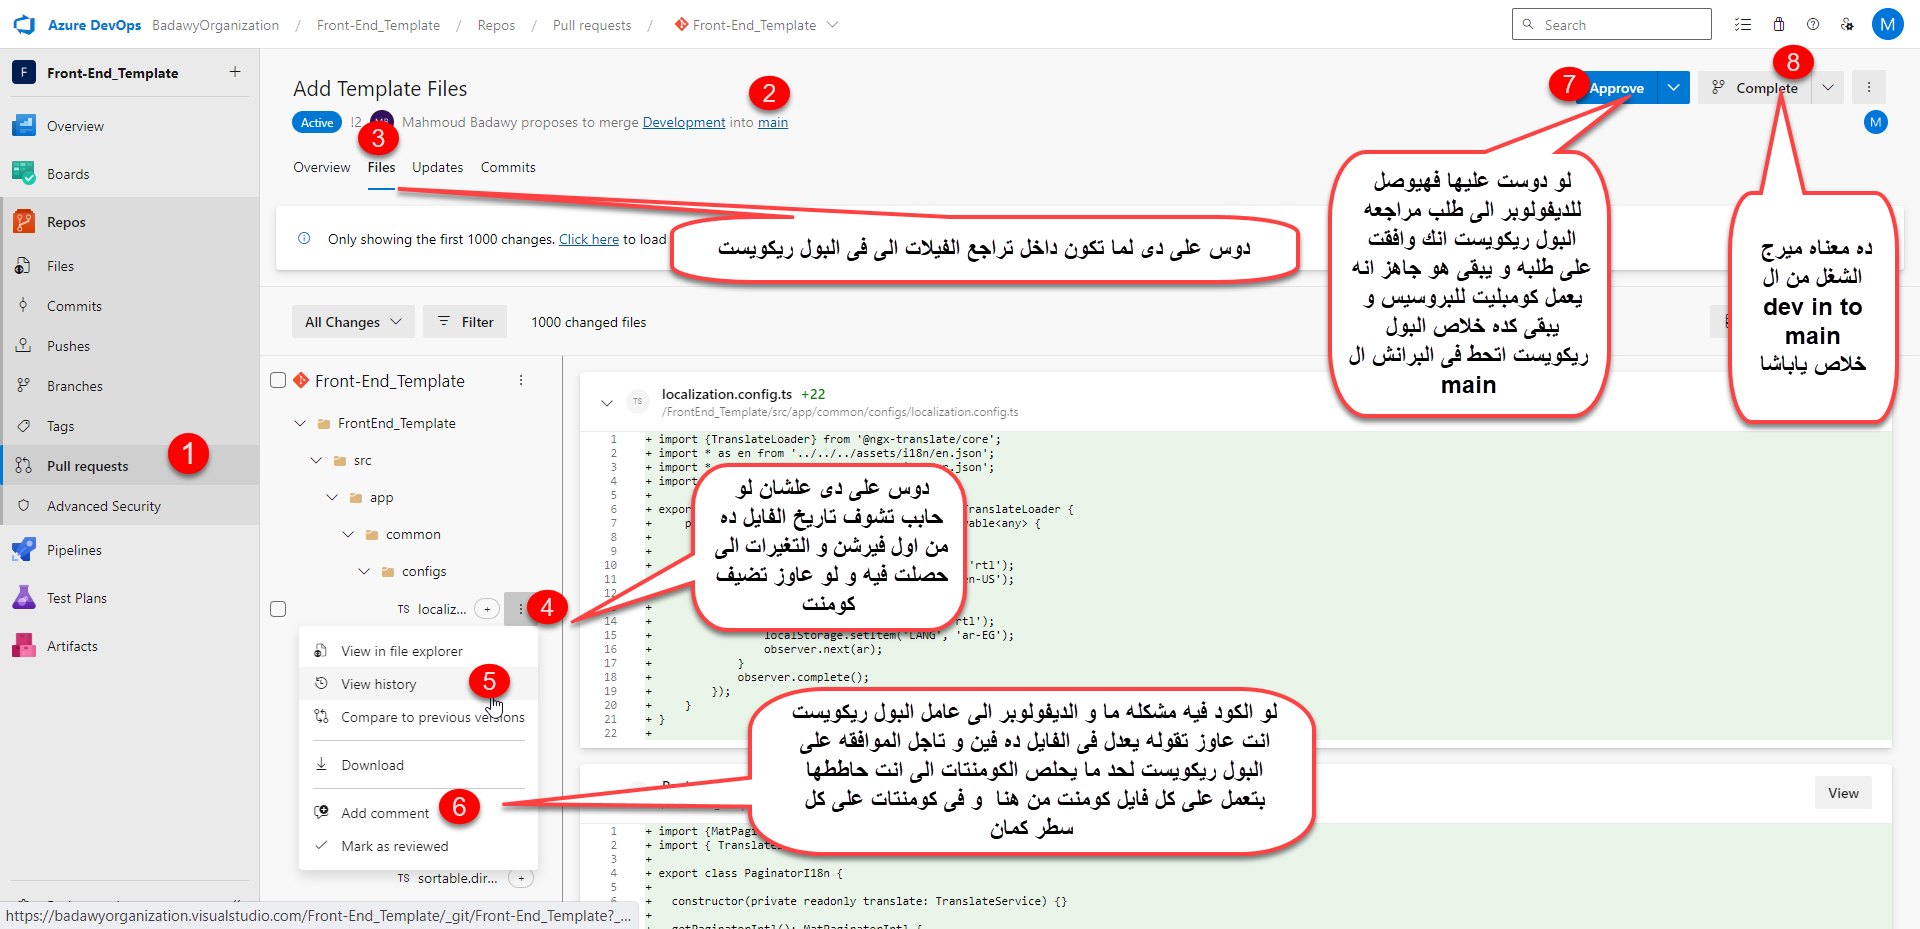 Azure DevOps BadawyOrganization / Front-End_Template / Repos / Pull requests / Front-End_Template
Search
M
F Front-End_Template +
Overview
Boards
Repos
Files
Commits
Pushes
Branches
Tags
Pull requests
1
Advanced Security
Pipelines
Test Plans
Artifacts
https://badawyorganization.visualstudio.com/Front-End_Template/_git/Front-End_Template?_...
Add Template Files
2
Active !2 Mahmoud Badawy proposes to merge Development into main
3
Overview Files Updates Commits
7 Approve
8
Complete
M
Only showing the first 1000 changes. Click here to load
دوس على دى لما تكون داخل تراجع الفيلات الى فى البول ريكويست
لو دوست عليها فهيوصل
للديفولوبر الى طلب مراجعه
البول ريكويست انك وافقت
على طلبه و يبقى هو جاهز انه
يعمل كومبليت للبروسيس و
يبقى كده خلاص البول
ريكويست اتحط فى البرانش ال
main
ده معناه ميرج
الشغل من ال
dev in to
main
خلاص ياباشا
All Changes Filter 1000 changed files
Front-End_Template
FrontEnd_Template
src
app
common
configs
TS localiz... +
4
View in file explorer
View history
5
Compare to previous versions
Download
Add comment
6
Mark as reviewed
TS sortable.dir... +
TS localization.config.ts +22
/FrontEnd_Template/src/app/common/configs/localization.config.ts
1 + import {TranslateLoader} from '@ngx-translate/core';
2 + import * as en from '../../../assets/i18n/en.json';
3 + import * .json';
4 + import
5 +
6 + expor TranslateLoader {
7 + p vable<any> {
8 +
9 +
10 + 'rtl');
11 + en-US');
12 +
13 +
14 + rtl');
15 + localStorage.setItem('LANG', 'ar-EG');
16 + observer.next(ar);
17 + }
18 + observer.complete();
19 + });
20 + }
21 + }
22 +
دوس على دى علشان لو
حابب تشوف تاريخ الفايل ده
من اول فيرشن و التغيرات الى
حصلت فيه و لو عاوز تضيف
كومنت
لو الكود فيه مشكله ما و الديفولوبر الى عامل البول ريكويست
انت عاوز تقوله يعدل فى الفايل ده فين و تاجل الموافقه على
البول ريكويست لحد ما يحلص الكومنتات الى انت حاططها
بتعمل على كل فايل كومنت من هنا و فى كومنتات على كل
سطر كمان
View
1 + import {MatPag
2 + import { Transla
3 +
4 + export class PaginatorI18n {
5 +
6 + constructor(private readonly translate: TranslateService) {}
7 +
8 + getPaginatorIntl(): MatPaginatorIntl {